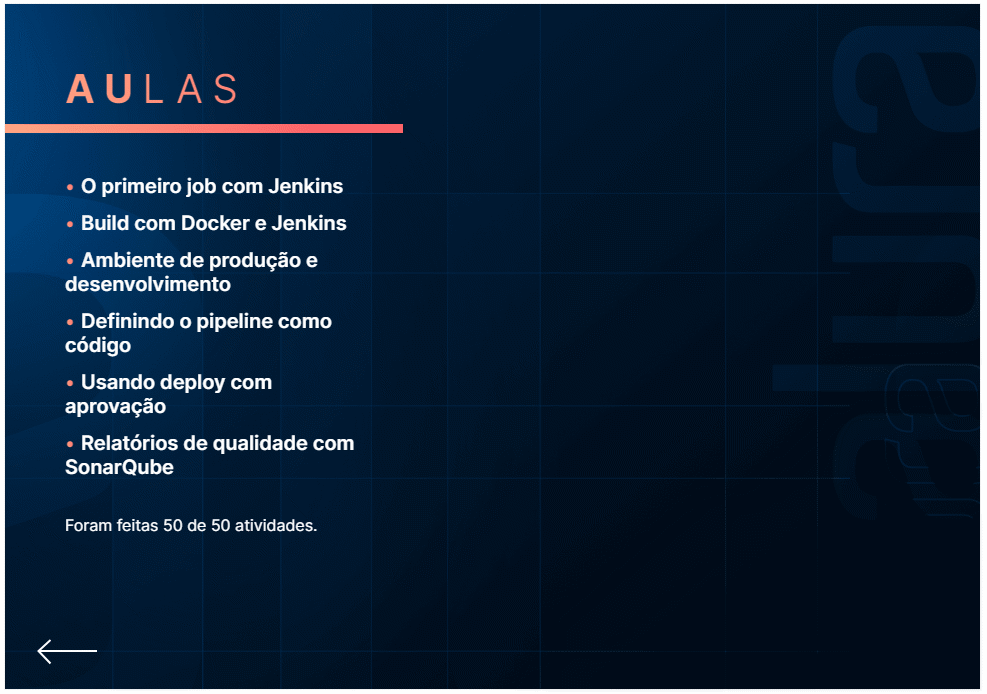 AULAS
• O primeiro job com Jenkins
• Build com Docker e Jenkins
• Ambiente de produção e
desenvolvimento
• Definindo o pipeline como
código
• Usando deploy com
aprovação
• Relatórios de qualidade com
SonarQube
Foram feitas 50 de 50 atividades.
alura
alura